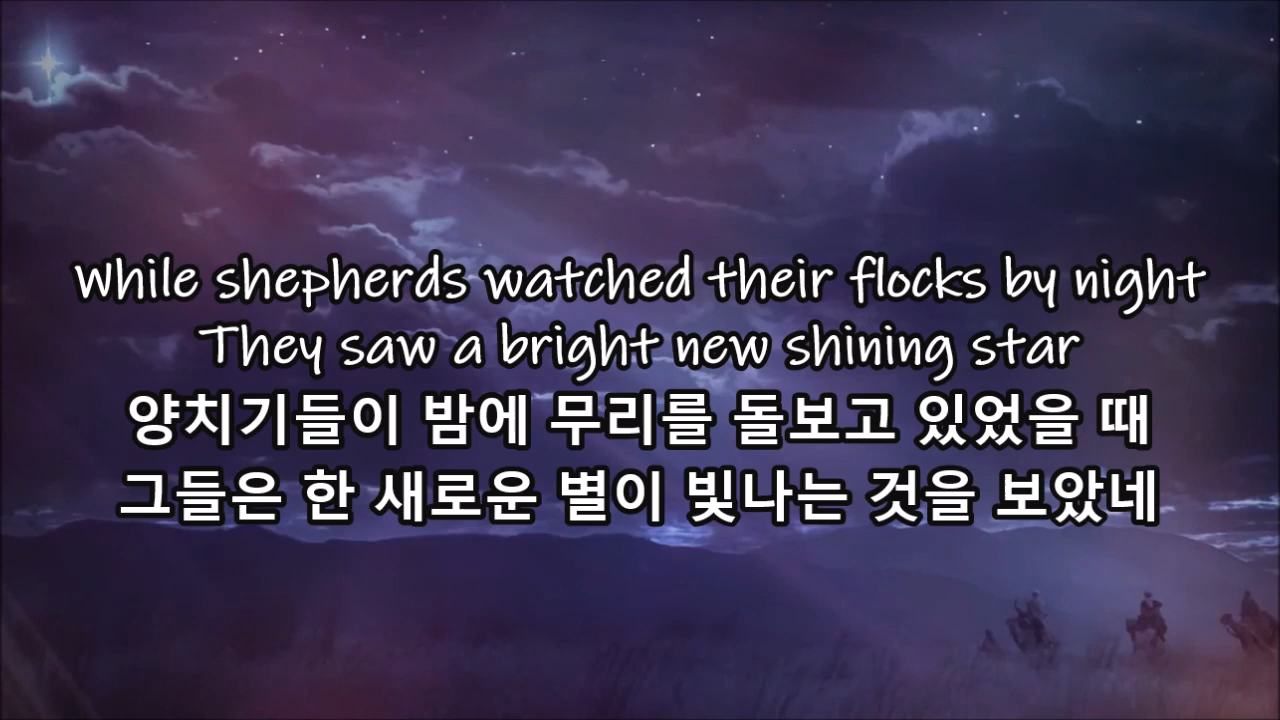 While shepherds watched their flocks by night
They saw a bright new shining star
양치기들이 밤에 무리를 돌보고 있었을 때
그들은 한 새로운 별이 빛나는 것을 보았네